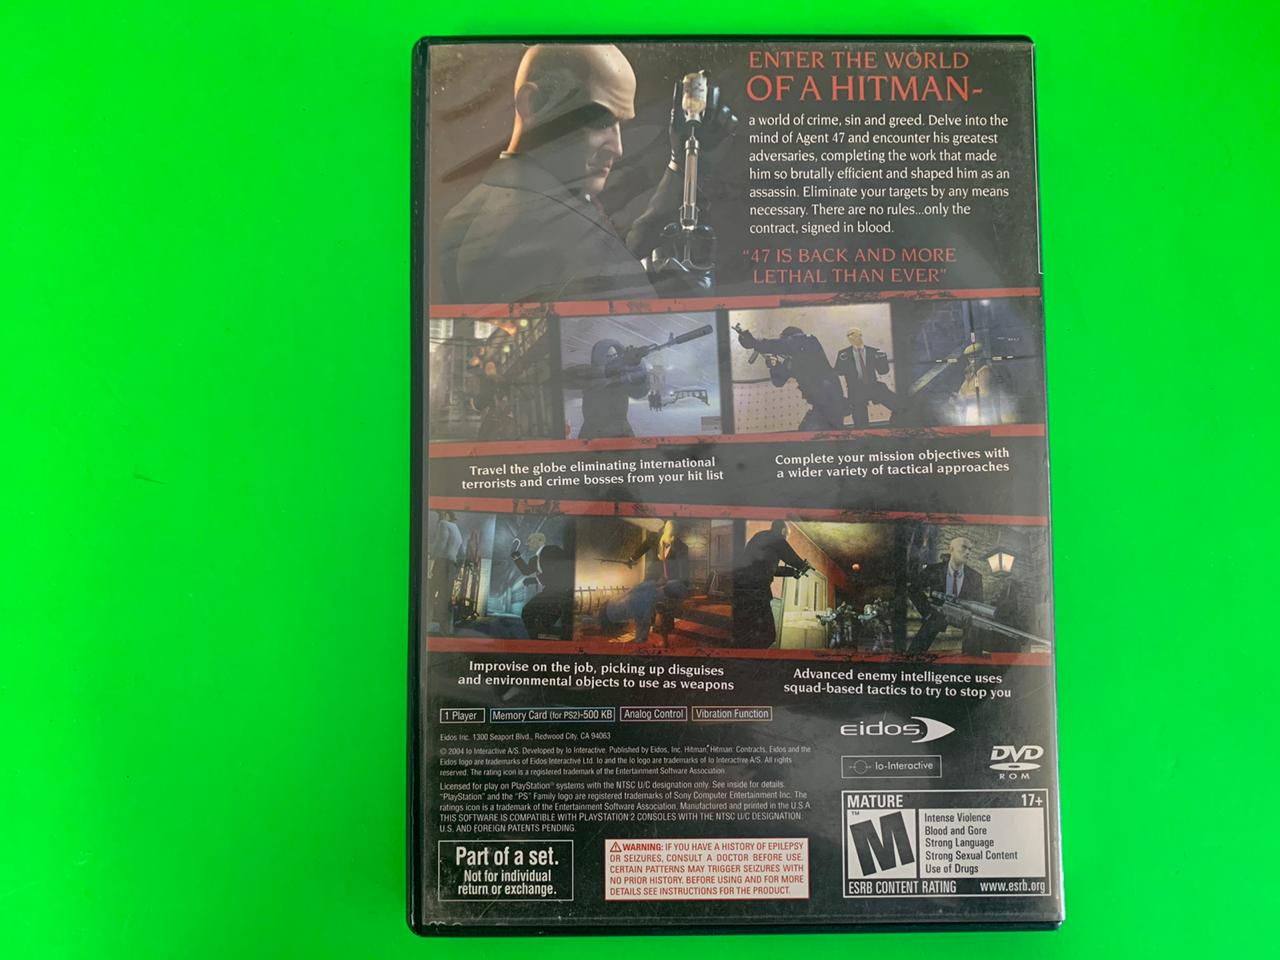 ENTER THE WORLD
OF A HITMAN-
a world of crime, sin and greed. Delve into the
mind of Agent 47 and encounter his greatest
adversaries, completing the work that made
him so brutally efficient and shaped him as an
assassin. Eliminate your targets by any means
necessary. There are no rules...only the
contract, signed in blood.
"47 IS BACK AND MORE
LETHAL THAN EVER"
Travel the globe eliminating international
terrorists and crime bosses from your hit list
Complete your mission objectives with
a wider variety of tactical approaches
Improvise on the job, picking up disguises
and environmental objects to use as weapons
Advanced enemy intelligence uses
squad-based tactics to try to stop you
1 Player
Memory Card (for PS2)-500 KB
Analog Control
Vibration Function
Eidos Inc. 1300 Seaport Blvd., Redwood City, CA 94063
© 2004 Io Interactive A/S. Developed by Io Interactive. Published by Eidos, Inc. Hitman, Hitman: Contracts, Eidos and the
Eidos logo are trademarks of Eidos Interactive Ltd. Io and the Io logo are trademarks of Io Interactive A/S. All rights
reserved. The rating icon is a registered trademark of the Entertainment Software Association.
Licensed for play on PlayStation® systems with the NTSC U/C designation only. See inside for details.
"PlayStation" and the "PS" Family logo are registered trademarks of Sony Computer Entertainment Inc. The
ratings icon is a trademark of the Entertainment Software Association. Manufactured and printed in the U.S.A.
THIS SOFTWARE IS COMPATIBLE WITH PLAYSTATION®2 CONSOLES WITH THE NTSC U/C DESIGNATION.
U.S. AND FOREIGN PATENTS PENDING.
eidos
Io-Interactive
DVD
ROM
Part of a set.
Not for individual
return or exchange.
WARNING: IF YOU HAVE A HISTORY OF EPILEPSY
OR SEIZURES, CONSULT A DOCTOR BEFORE USE.
CERTAIN PATTERNS MAY TRIGGER SEIZURES WITH
NO PRIOR HISTORY. BEFORE USING AND FOR MORE
DETAILS SEE INSTRUCTIONS FOR THE PRODUCT.
MATURE 17+
M
™
Intense Violence
Blood and Gore
Strong Language
Strong Sexual Content
Use of Drugs
ESRB CONTENT RATING www.esrb.org